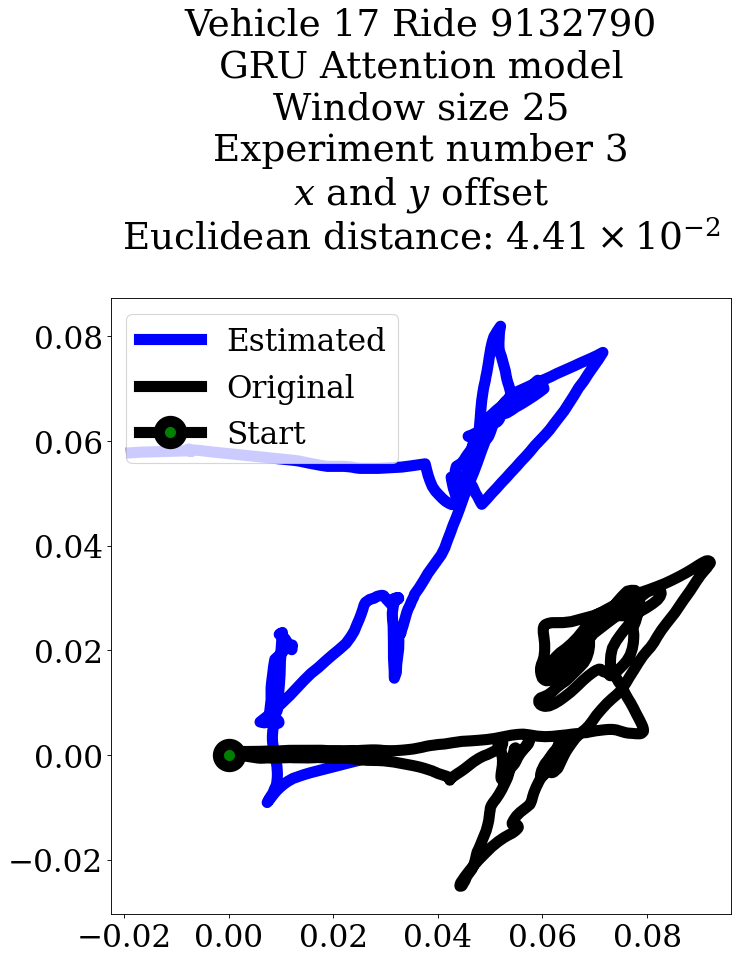 Vehicle 17 Ride 9132790
GRU Attention model
Window size 25
Experiment number 3
x and y offset
Euclidean distance: 4.41 × 10⁻²
Estimated
Original
Start
0.08
0.06
0.04
0.02
0.00
−0.02
−0.02 0.00 0.02 0.04 0.06 0.08